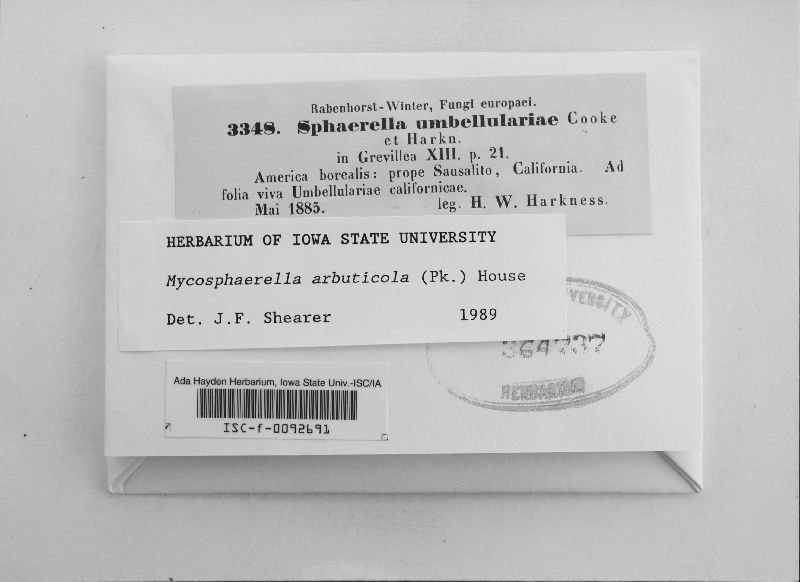 Rabenhorst-Winter, Fungi europaei.
3348. Sphaerella umbellulariae Cooke
et Harkn.
in Grevillea XIII. p. 21.
America borealis: prope Sausalito, California. Ad
folia viva Umbellulariae californicae.
Mai 1885. leg. H. W. Harkness.
HERBARIUM OF IOWA STATE UNIVERSITY
Mycosphaerella arbuticola (Pk.) House
Det. J.F. Shearer 1989
364737
HERBARIUM
Ada Hayden Herbarium, Iowa State Univ.-ISC/IA
ISC-f-0092691